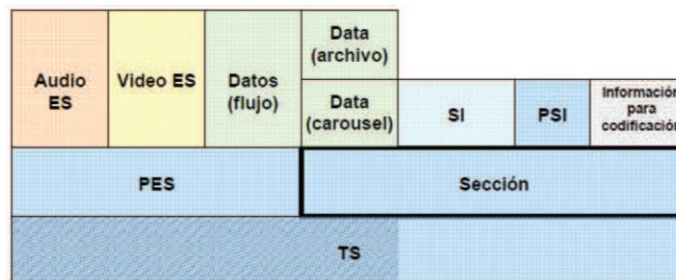 Audio
ES
Video ES
Datos
(flujo)
Data
(archivo)
Data
(carousel)
SI
PSI
Información
para
codificación
PES
Sección
TS